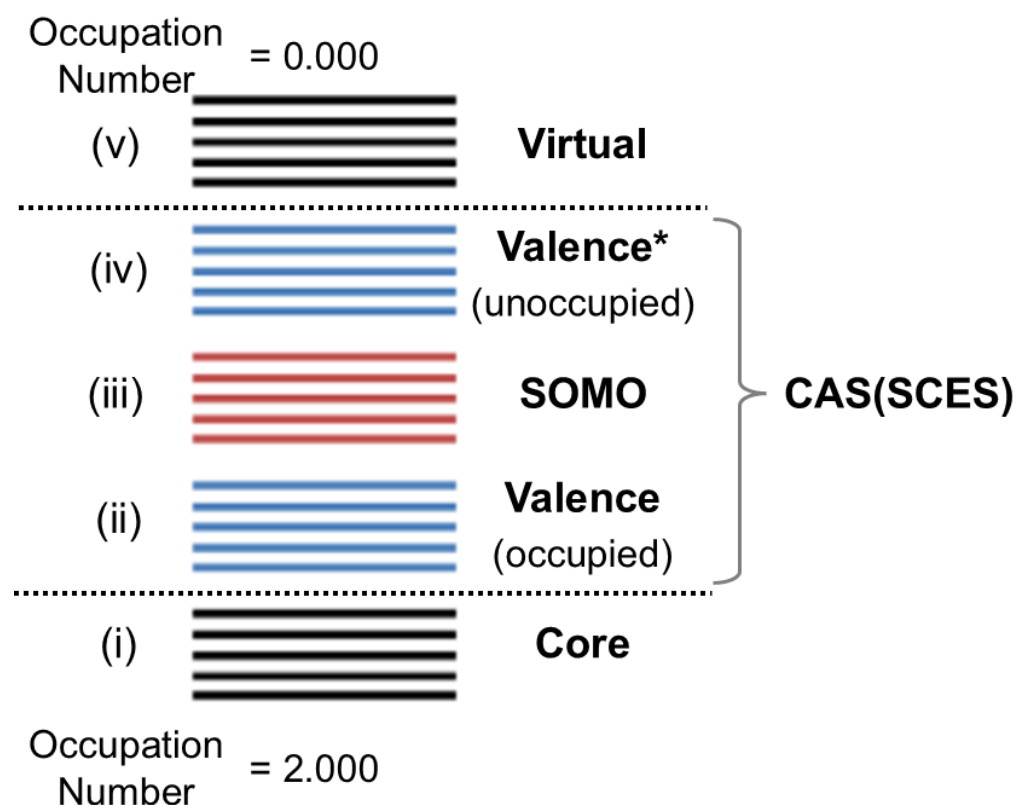 Occupation
Number = 0.000
(v) Virtual
(iv) Valence*
(unoccupied)
(iii) SOMO CAS(SCES)
(ii) Valence
(occupied)
(i) Core
Occupation
Number = 2.000